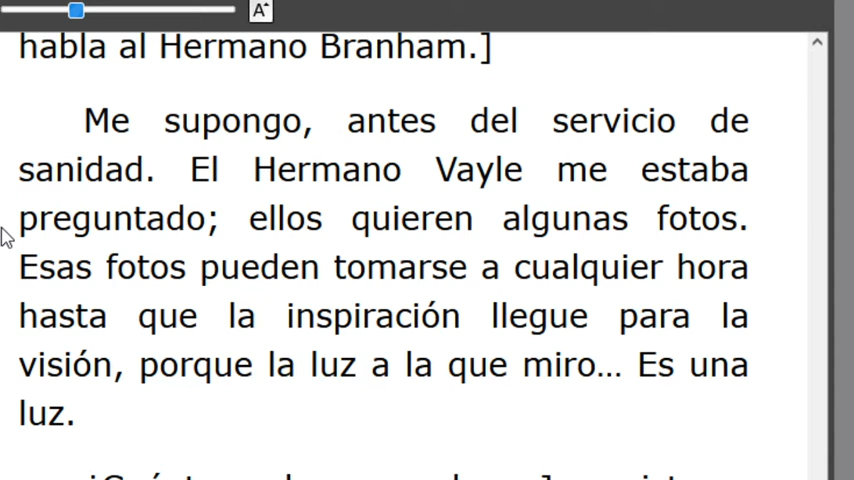 A
habla al Hermano Branham.]
Me supongo, antes del servicio de
sanidad. El Hermano Vayle me estaba
preguntado; ellos quieren algunas fotos.
Esas fotos pueden tomarse a cualquier hora
hasta que la inspiración llegue para la
visión, porque la luz a la que miro… Es una
luz.